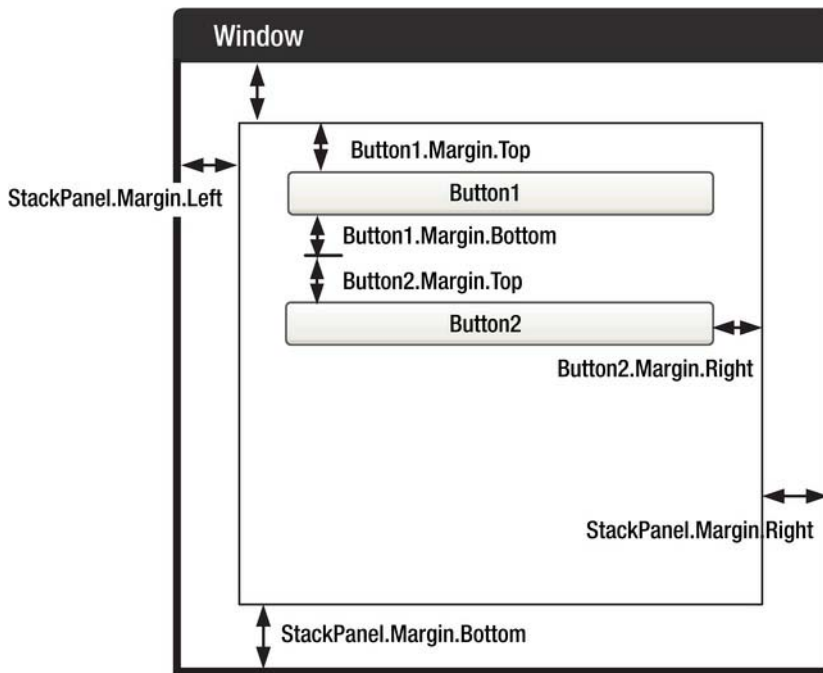 Window
Button1.Margin.Top
StackPanel.Margin.Left
Button1
Button1.Margin.Bottom
Button2.Margin.Top
Button2
Button2.Margin.Right
StackPanel.Margin.Right
StackPanel.Margin.Bottom